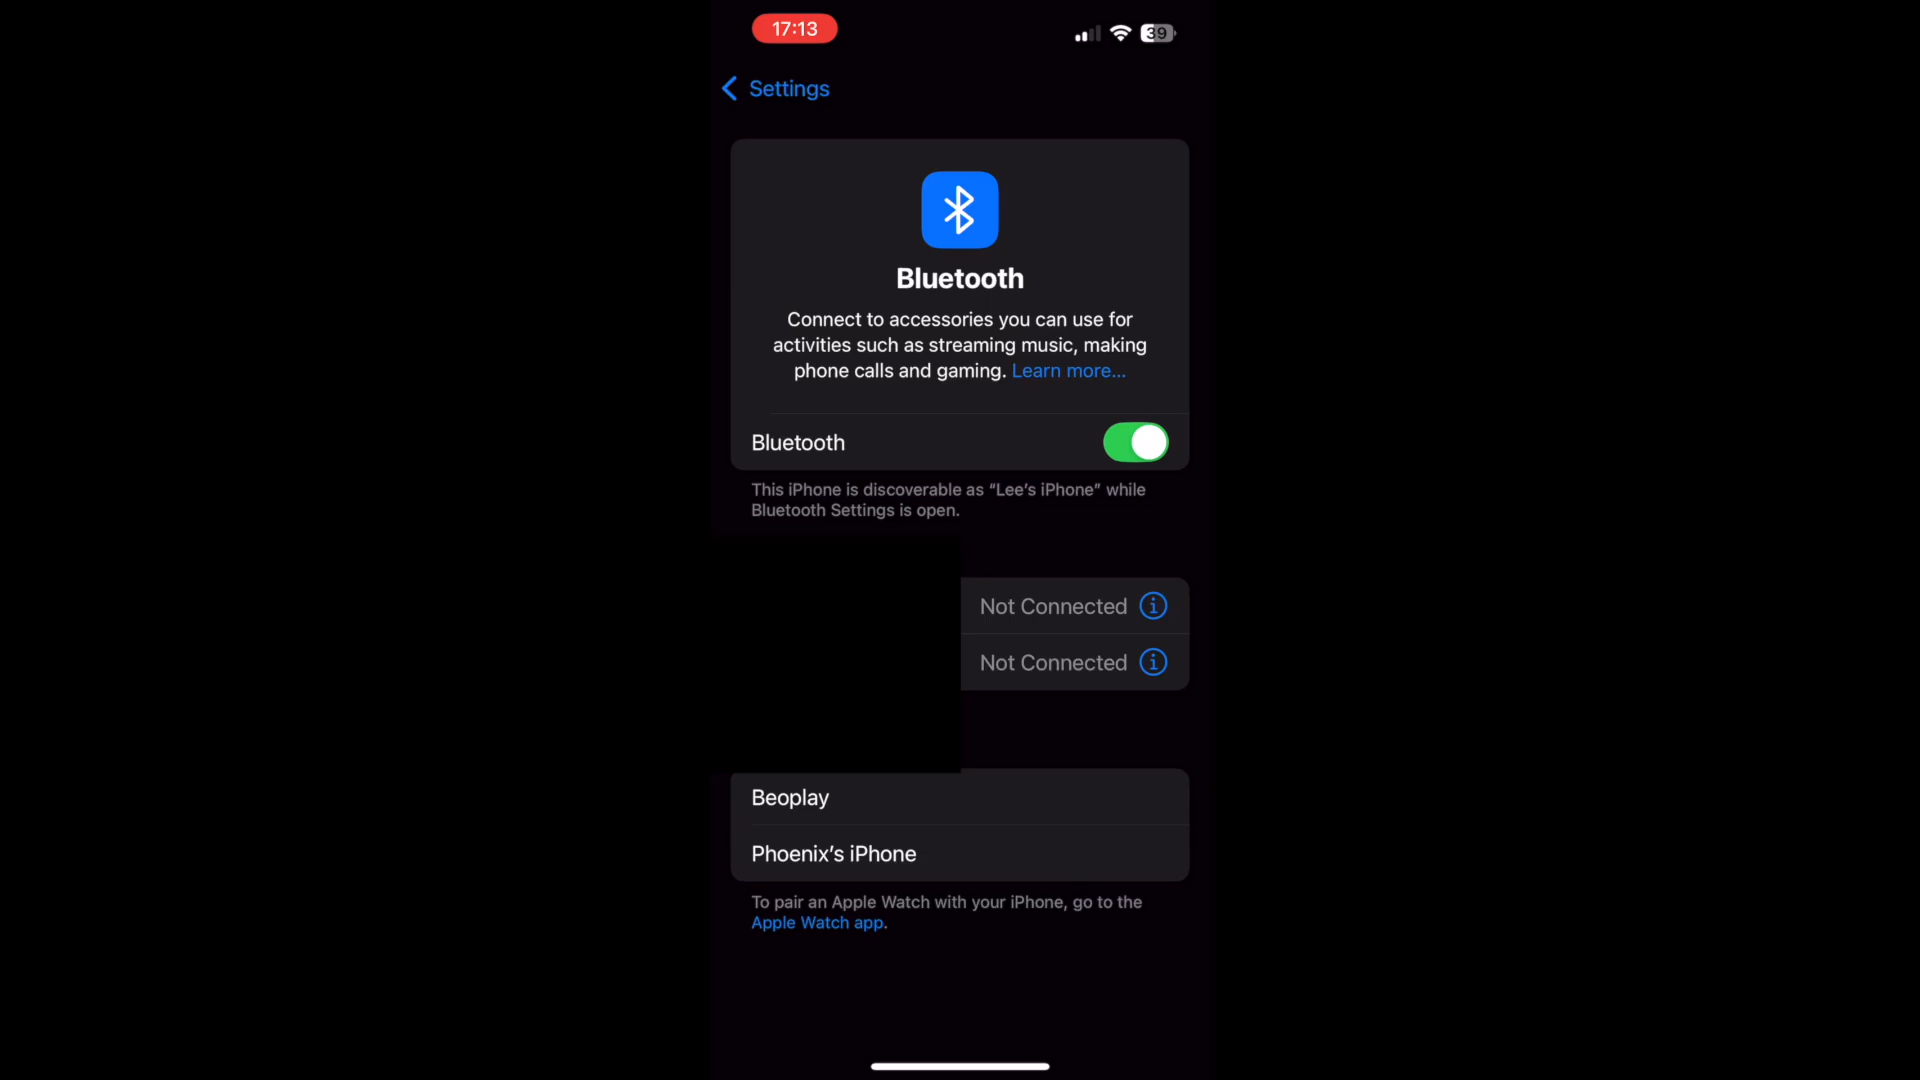 17:13
39
Settings
Bluetooth
Connect to accessories you can use for
activities such as streaming music, making
phone calls and gaming. Learn more...
Bluetooth
This iPhone is discoverable as “Lee’s iPhone” while
Bluetooth Settings is open.
Not Connected
Not Connected
Beoplay
Phoenix’s iPhone
To pair an Apple Watch with your iPhone, go to the
Apple Watch app.